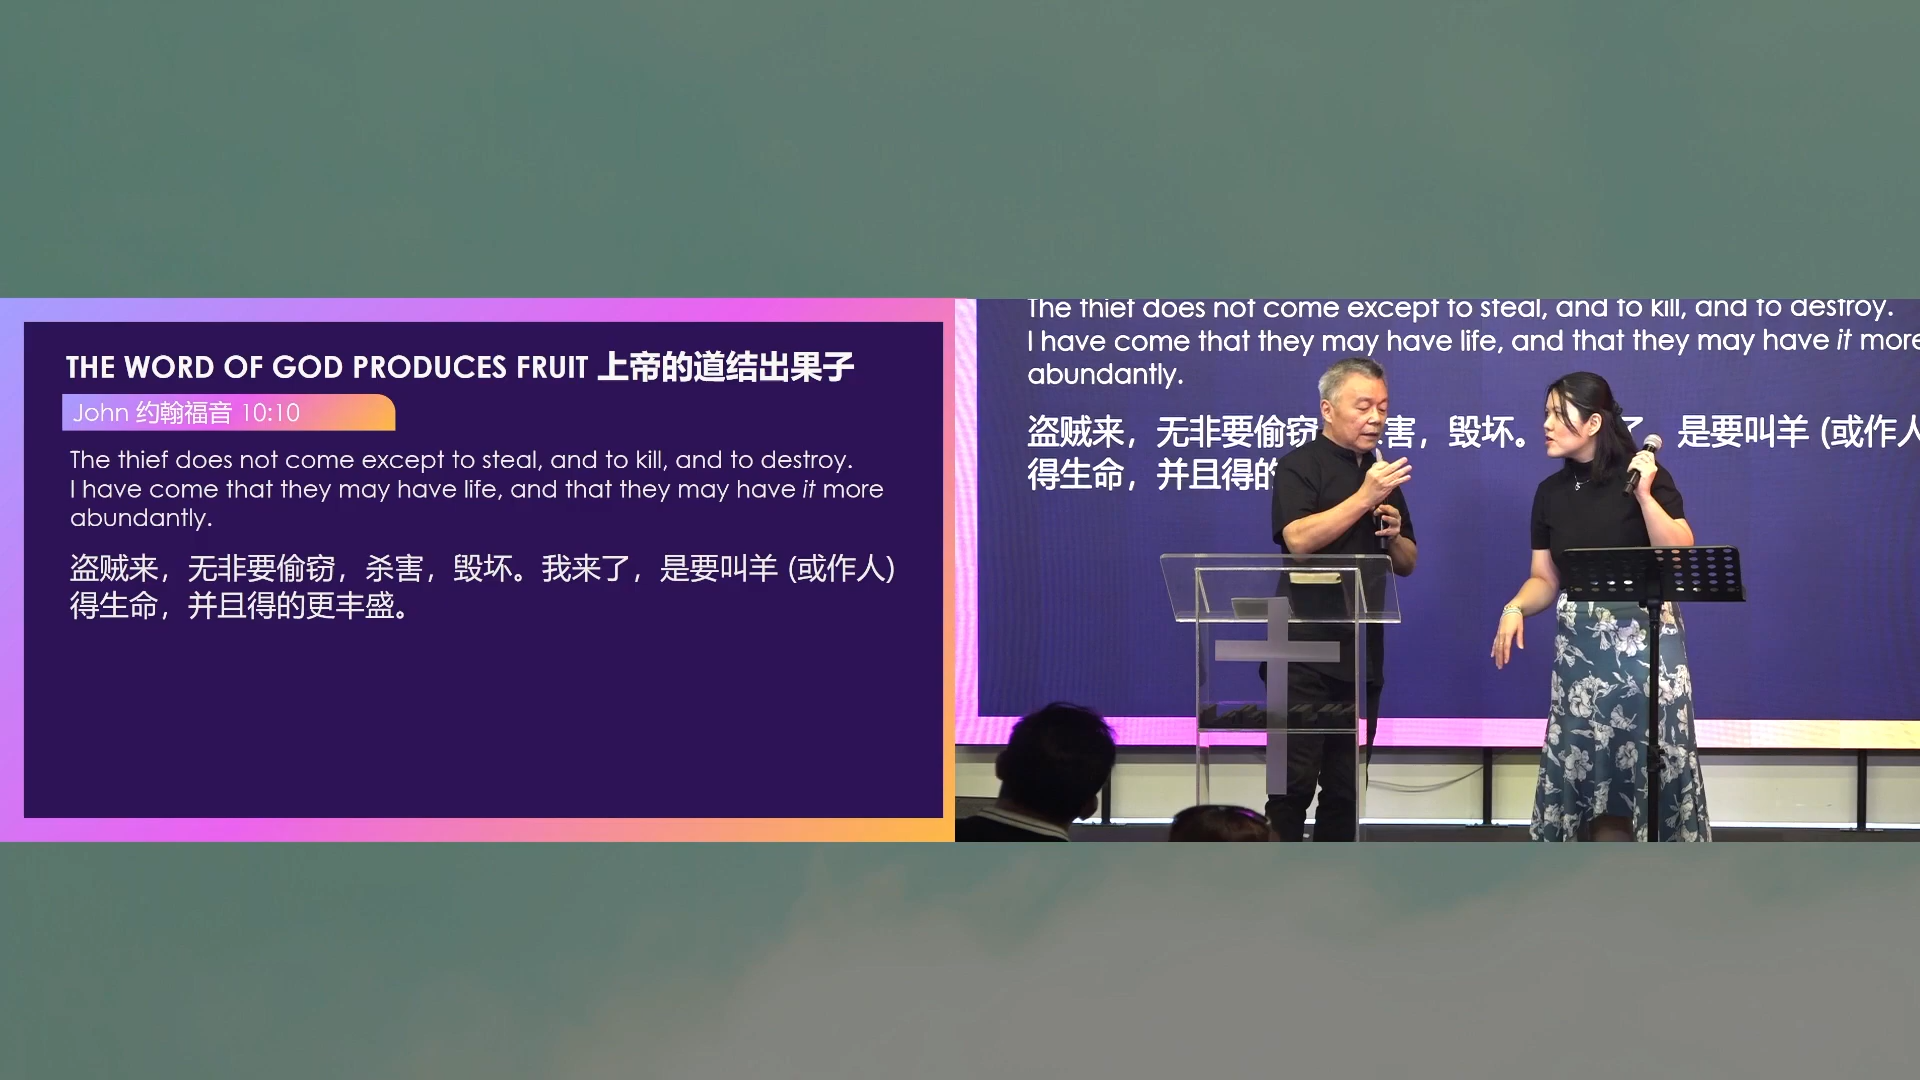 THE WORD OF GOD PRODUCES FRUIT 上帝的道结出果子
John 约翰福音 10:10
The thief does not come except to steal, and to kill, and to destroy.
I have come that they may have life, and that they may have it more
abundantly.
盗贼来，无非要偷窃，杀害，毁坏。我来了，是要叫羊 (或作人)
得生命，并且得的更丰盛。
The thief does not come except to steal, and to kill, and to destroy.
I have come that they may have life, and that they may have it more
abundantly.
盗贼来，无非要偷窃 害，毁坏。 了，是要叫羊 (或作人
得生命，并且得的